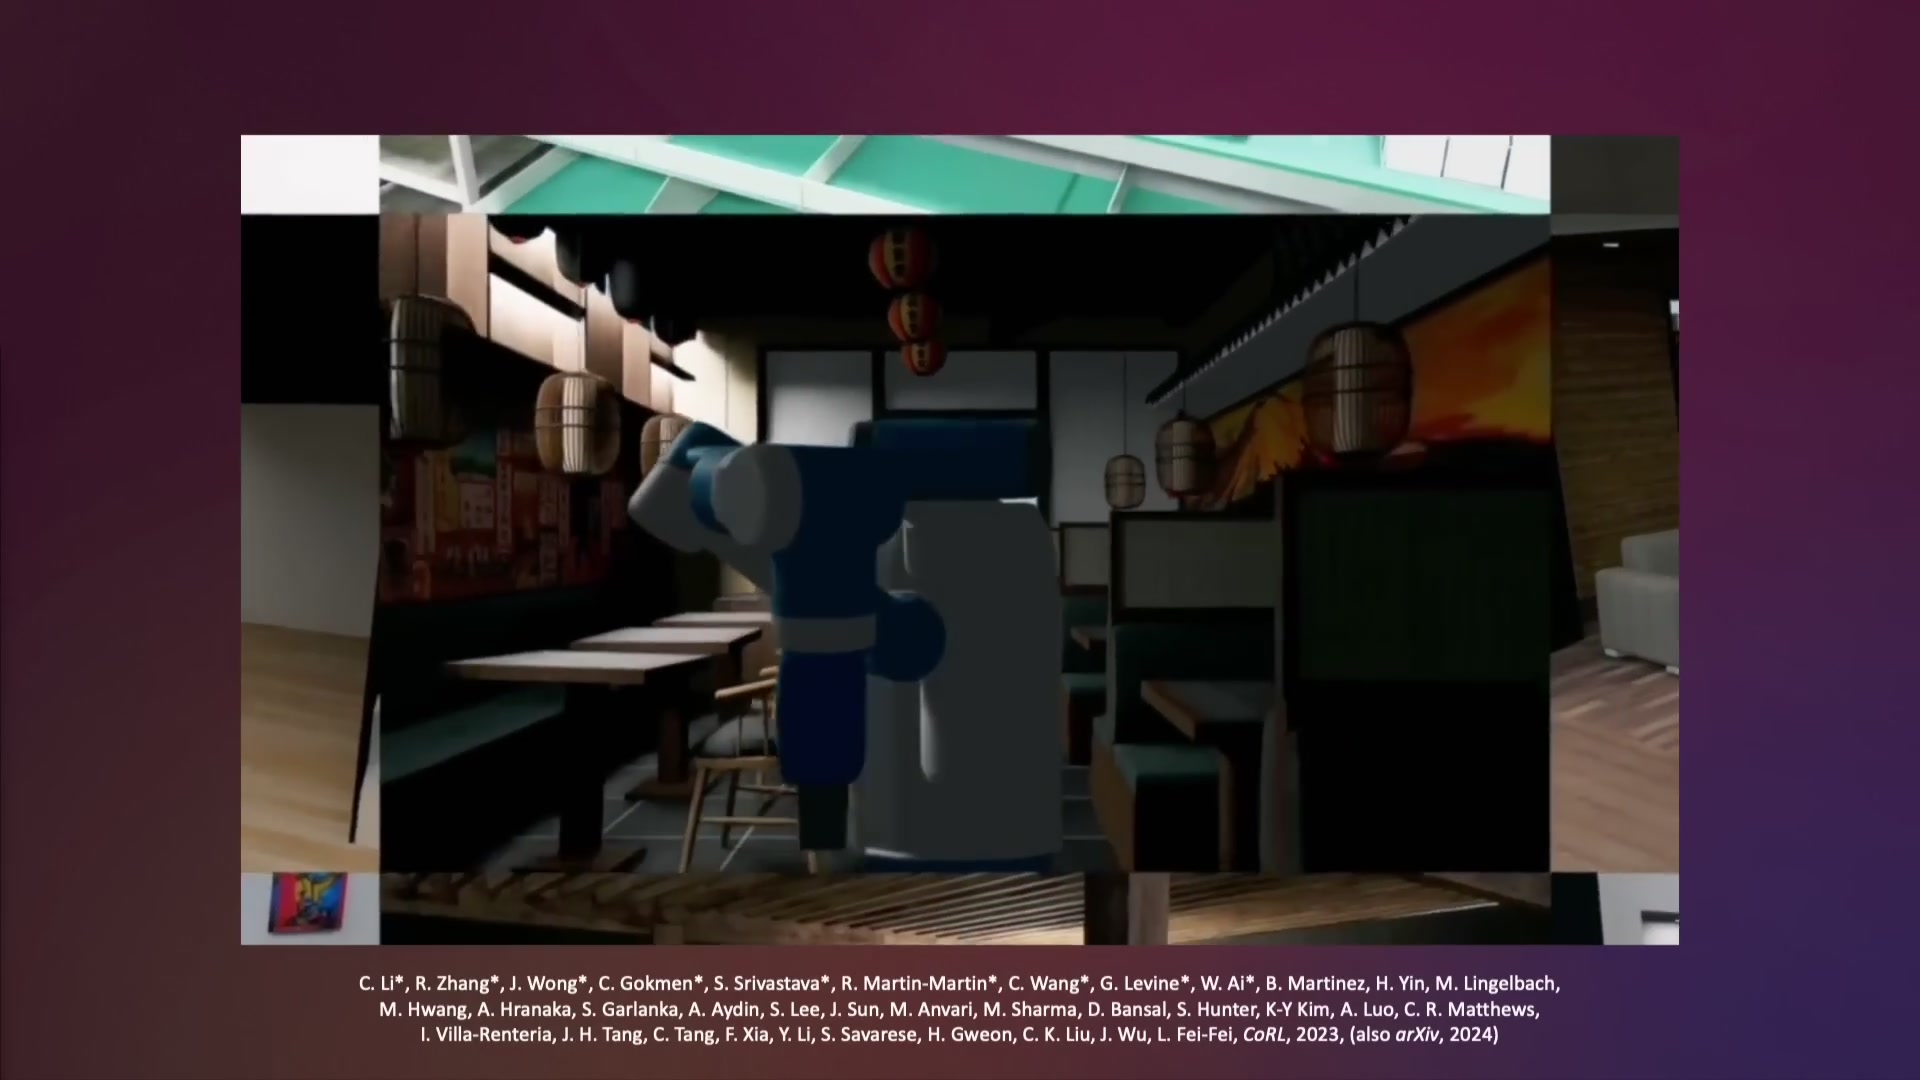 C. Li*, R. Zhang*, J. Wong*, C. Gokmen*, S. Srivastava*, R. Martin-Martin*, C. Wang*, G. Levine*, W. Ai*, B. Martinez, H. Yin, M. Lingelbach,
M. Hwang, A. Hranaka, S. Garlanka, A. Aydin, S. Lee, J. Sun, M. Anvari, M. Sharma, D. Bansal, S. Hunter, K-Y Kim, A. Luo, C. R. Matthews,
I. Villa-Renteria, J. H. Tang, C. Tang, F. Xia, Y. Li, S. Savarese, H. Gweon, C. K. Liu, J. Wu, L. Fei-Fei, CoRL, 2023, (also arXiv, 2024)